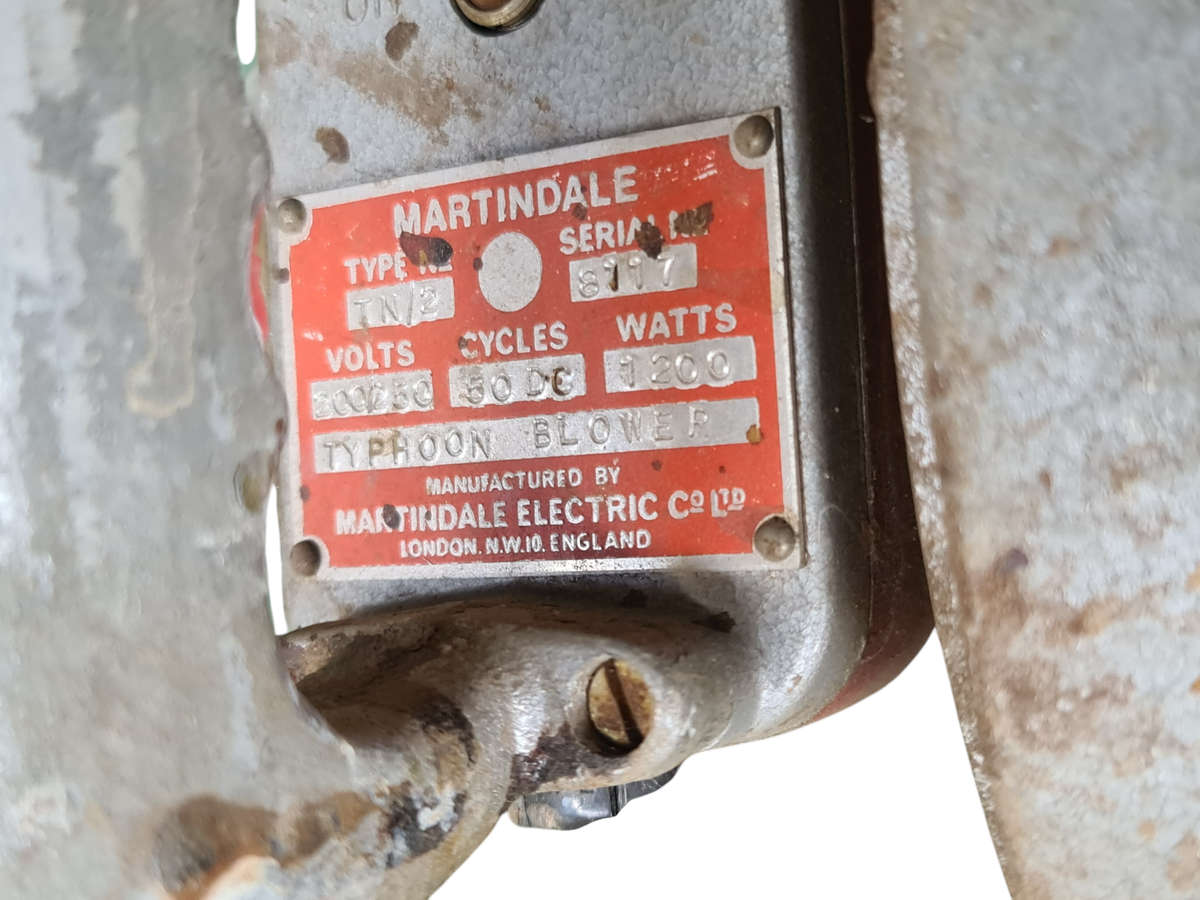 MARTINDALE
TYPE No SERIAL No
TN/2 8117
VOLTS CYCLES WATTS
200/250 50 DC 1200
TYPHOON BLOWER
MANUFACTURED BY
MARTINDALE ELECTRIC Co LTD
LONDON. N.W.10. ENGLAND